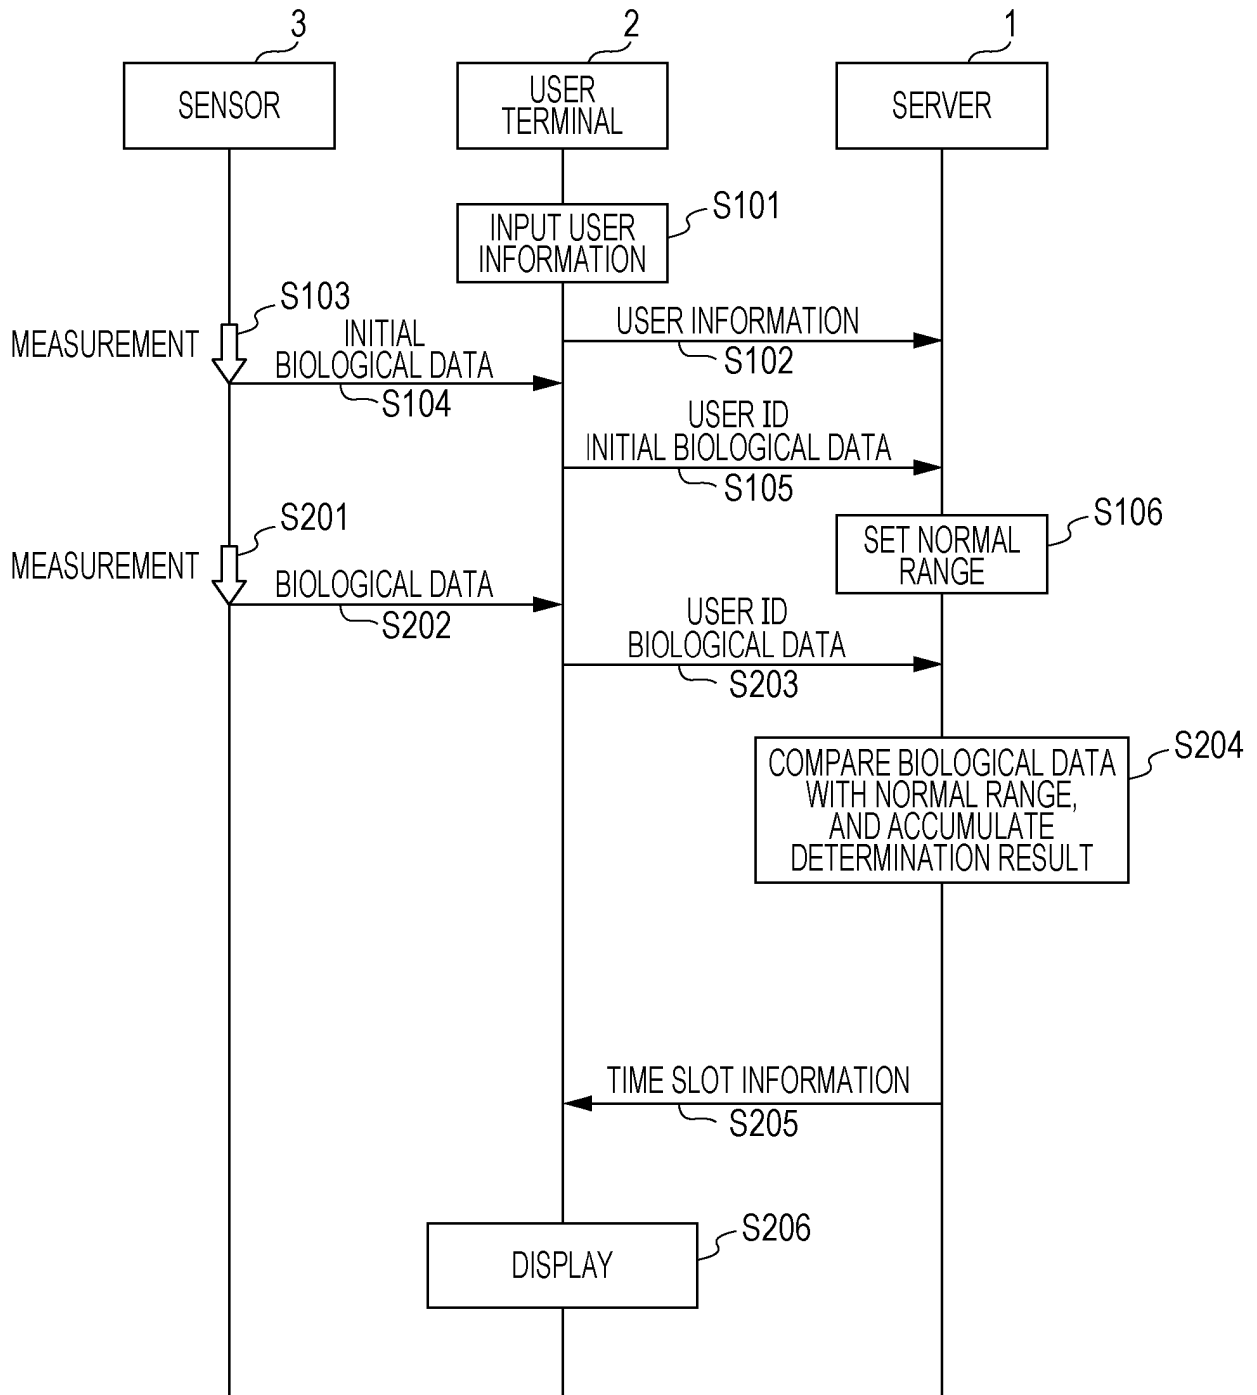 3
2
1
SENSOR
USER
TERMINAL
SERVER
S101
INPUT USER
INFORMATION
S103
MEASUREMENT
INITIAL
BIOLOGICAL DATA
S104
USER INFORMATION
S102
USER ID
INITIAL BIOLOGICAL DATA
S105
S106
SET NORMAL
RANGE
S201
MEASUREMENT
BIOLOGICAL DATA
S202
USER ID
BIOLOGICAL DATA
S203
S204
COMPARE BIOLOGICAL DATA
WITH NORMAL RANGE,
AND ACCUMULATE
DETERMINATION RESULT
TIME SLOT INFORMATION
S205
S206
DISPLAY